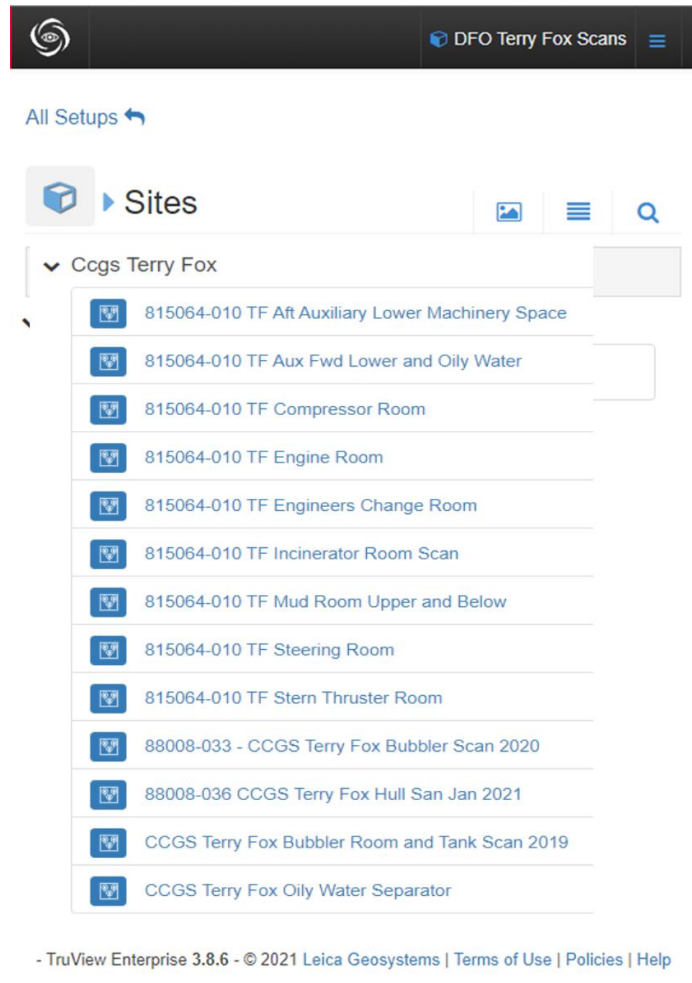 DFO Terry Fox Scans
All Setups
Sites
Ccgs Terry Fox
815064-010 TF Aft Auxiliary Lower Machinery Space
815064-010 TF Aux Fwd Lower and Oily Water
815064-010 TF Compressor Room
815064-010 TF Engine Room
815064-010 TF Engineers Change Room
815064-010 TF Incinerator Room Scan
815064-010 TF Mud Room Upper and Below
815064-010 TF Steering Room
815064-010 TF Stern Thruster Room
88008-033 - CCGS Terry Fox Bubbler Scan 2020
88008-036 CCGS Terry Fox Hull San Jan 2021
CCGS Terry Fox Bubbler Room and Tank Scan 2019
CCGS Terry Fox Oily Water Separator
- TruView Enterprise 3.8.6 - © 2021 Leica Geosystems | Terms of Use | Policies | Help